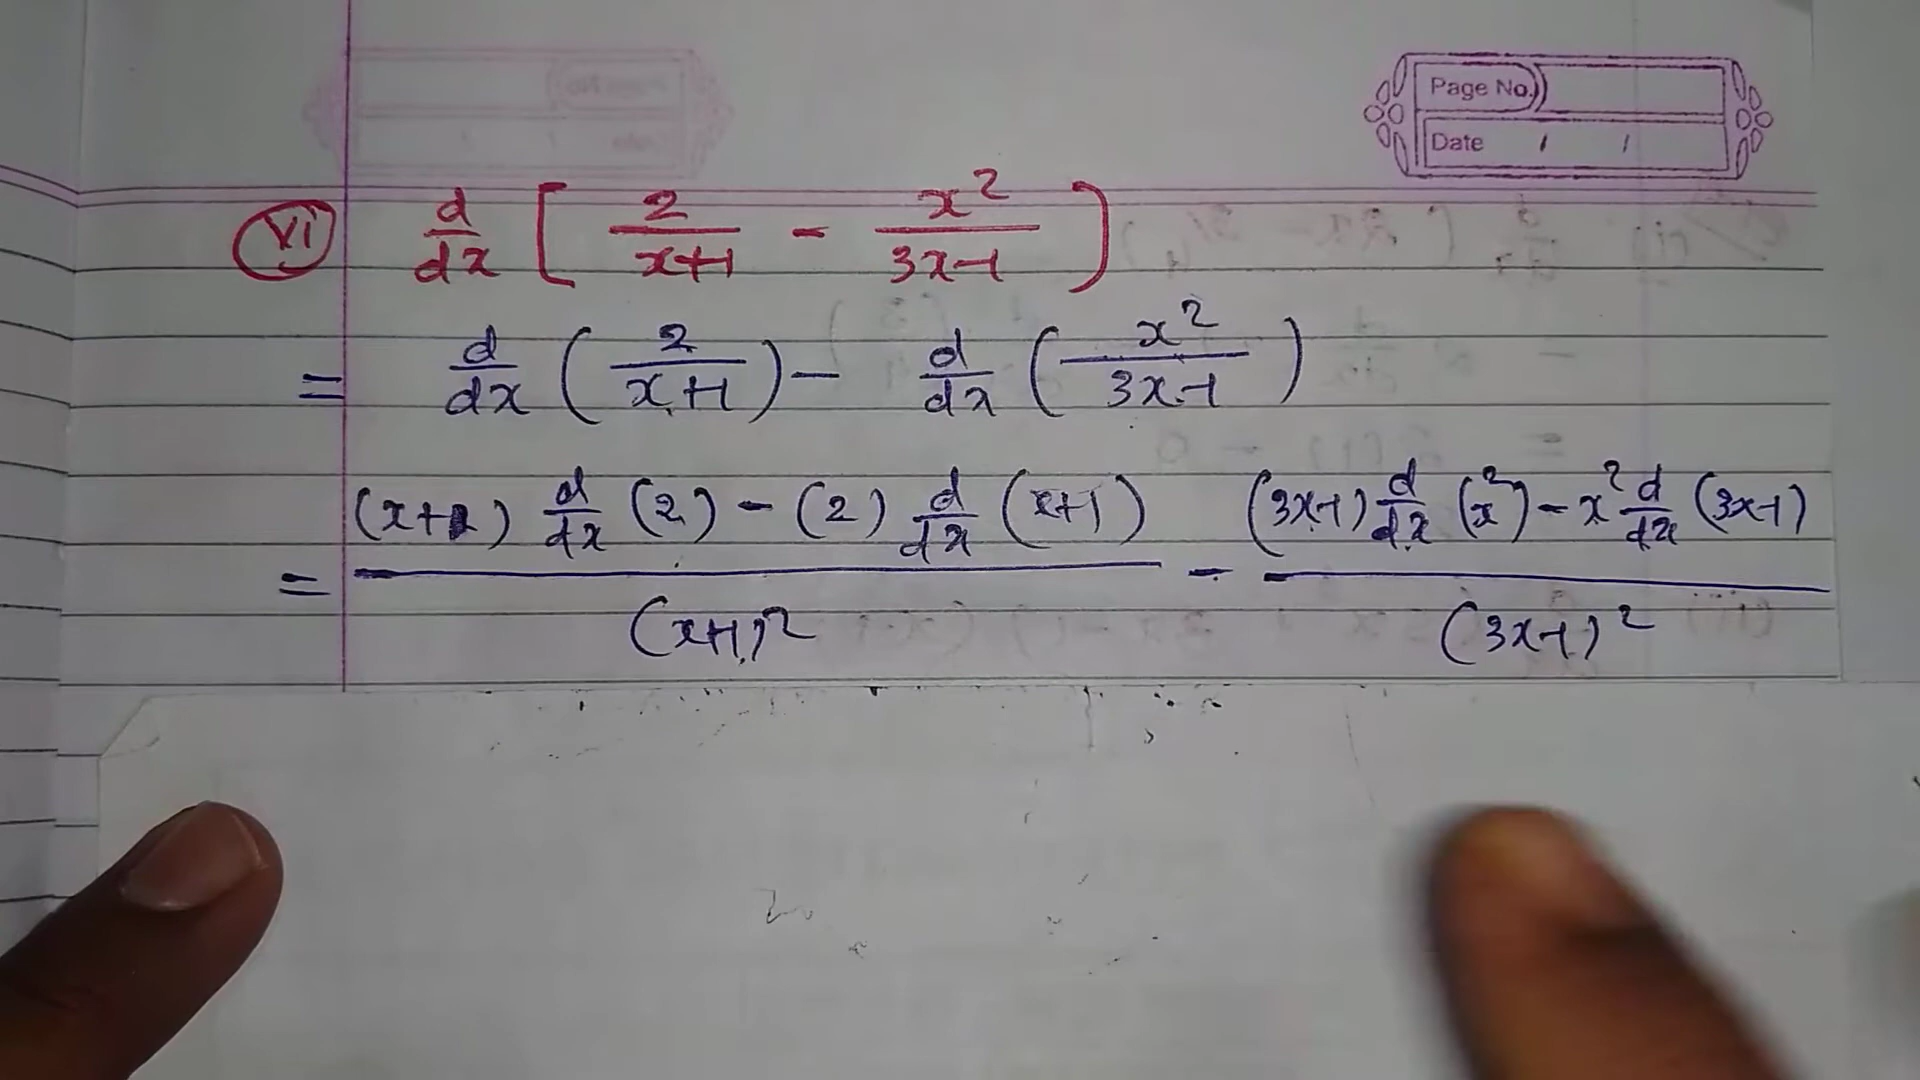 Page No.
Date / /
(vi) d/dx [ 2/(x+1) - x²/(3x-1) ]
= d/dx ( 2/(x+1) ) - d/dx ( x²/(3x-1) )
= ((x+1) d/dx (2) - (2) d/dx (x+1))/(x+1)² - ((3x-1) d/dx (x²) - x² d/dx (3x-1))/(3x-1)²